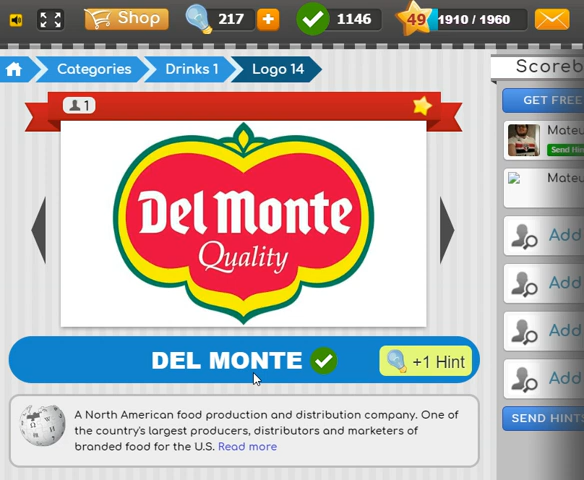 Shop
217
+
1146
49
1910 / 1960
Categories
Drinks 1
Logo 14
Scoreb
1
GET FREE
Del Monte
Quality
Mateu
Send Hin
Mateu
Add
Add
Add
Add
DEL MONTE
+1 Hint
SEND HINTS
A North American food production and distribution company. One of
the country's largest producers, distributors and marketers of
branded food for the U.S. Read more